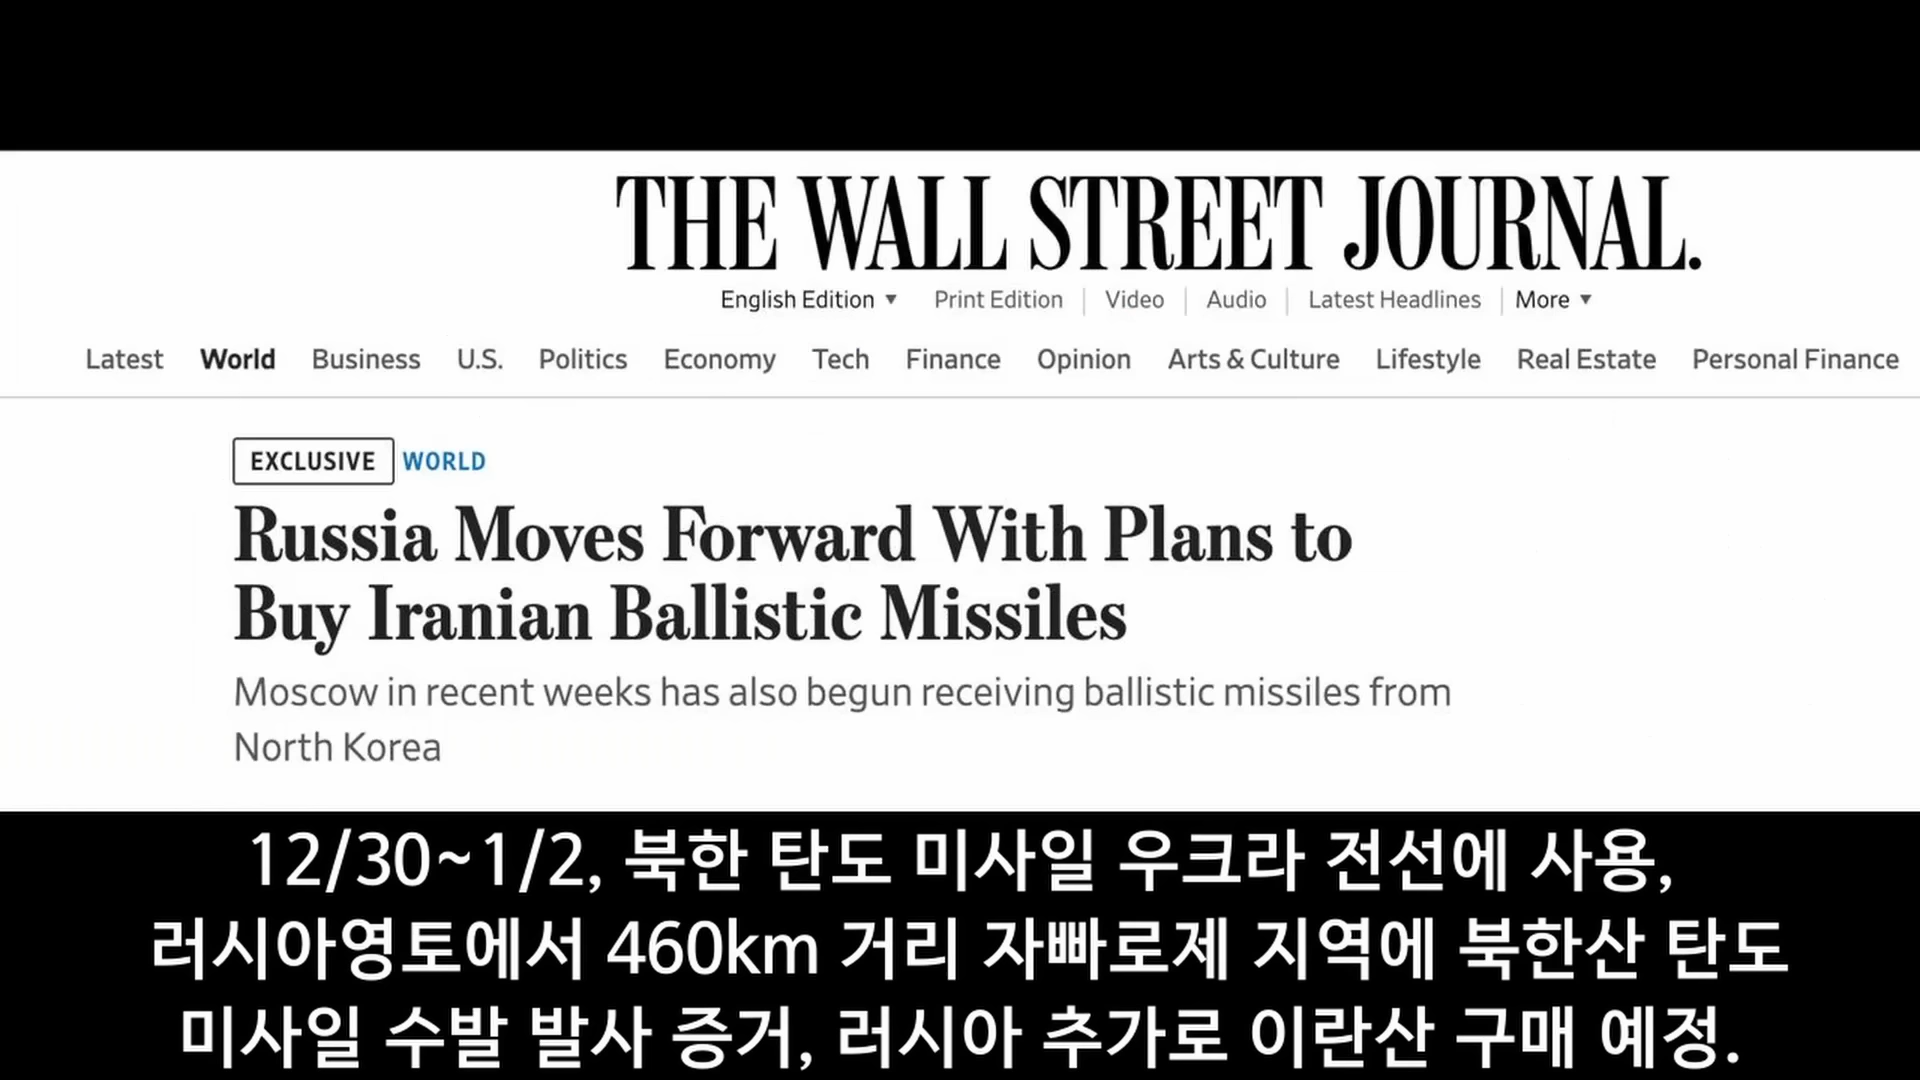 THE WALL STREET JOURNAL.
English Edition ▼ Print Edition | Video | Audio | Latest Headlines | More ▼
Latest World Business U.S. Politics Economy Tech Finance Opinion Arts & Culture Lifestyle Real Estate Personal Finance
EXCLUSIVE WORLD
Russia Moves Forward With Plans to
Buy Iranian Ballistic Missiles
Moscow in recent weeks has also begun receiving ballistic missiles from
North Korea
12/30~1/2, 북한 탄도 미사일 우크라 전선에 사용,
러시아영토에서 460km 거리 자빠로제 지역에 북한산 탄도
미사일 수발 발사 증거, 러시아 추가로 이란산 구매 예정.